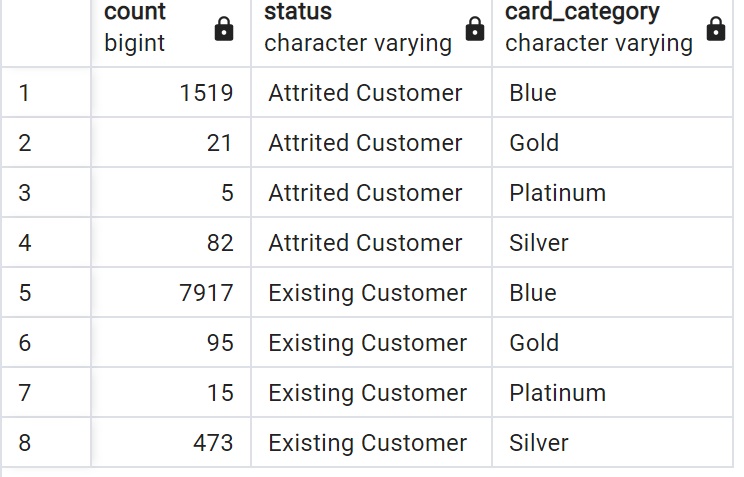 count status card_category
bigint character varying character varying
1 1519 Attrited Customer Blue
2 21 Attrited Customer Gold
3 5 Attrited Customer Platinum
4 82 Attrited Customer Silver
5 7917 Existing Customer Blue
6 95 Existing Customer Gold
7 15 Existing Customer Platinum
8 473 Existing Customer Silver